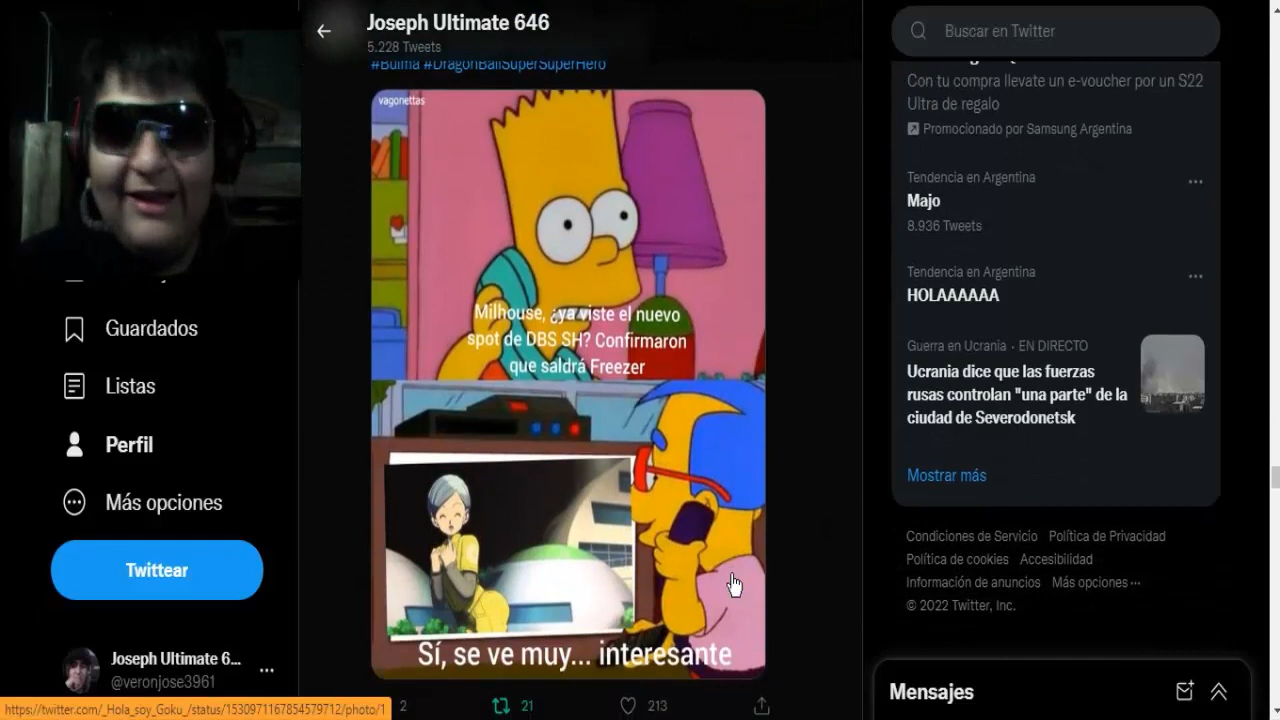 Joseph Ultimate 646
5.228 Tweets
#Bulma #DragonBallSuperSuperHero
vagonettas
Milhouse, ¿ya viste el nuevo
spot de DBS SH? Confirmaron
que saldrá Freezer
Sí, se ve muy... interesante
2
21
213
Guardados
Listas
Perfil
Más opciones
Twittear
Joseph Ultimate 6...
@veronjose3961
https://twitter.com/_Hola_soy_Goku_/status/1530971167854579712/photo/1
Buscar en Twitter
Con tu compra llevate un e-voucher por un S22
Ultra de regalo
Promocionado por Samsung Argentina
Tendencia en Argentina
Majo
8.936 Tweets
Tendencia en Argentina
HOLAAAAAA
Guerra en Ucrania · EN DIRECTO
Ucrania dice que las fuerzas
rusas controlan "una parte" de la
ciudad de Severodonetsk
Mostrar más
Condiciones de Servicio Política de Privacidad
Política de cookies Accesibilidad
Información de anuncios Más opciones ···
© 2022 Twitter, Inc.
Mensajes